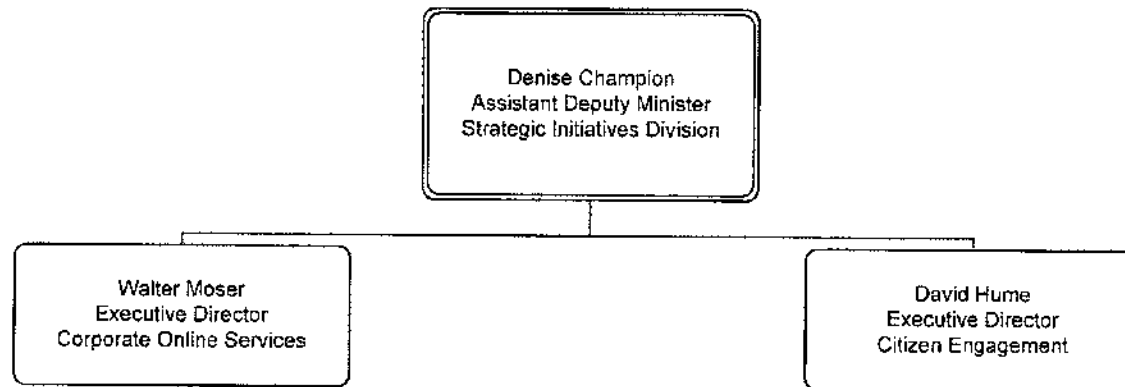 Denise Champion
Assistant Deputy Minister
Strategic Initiatives Division
Walter Moser
Executive Director
Corporate Online Services
David Hume
Executive Director
Citizen Engagement